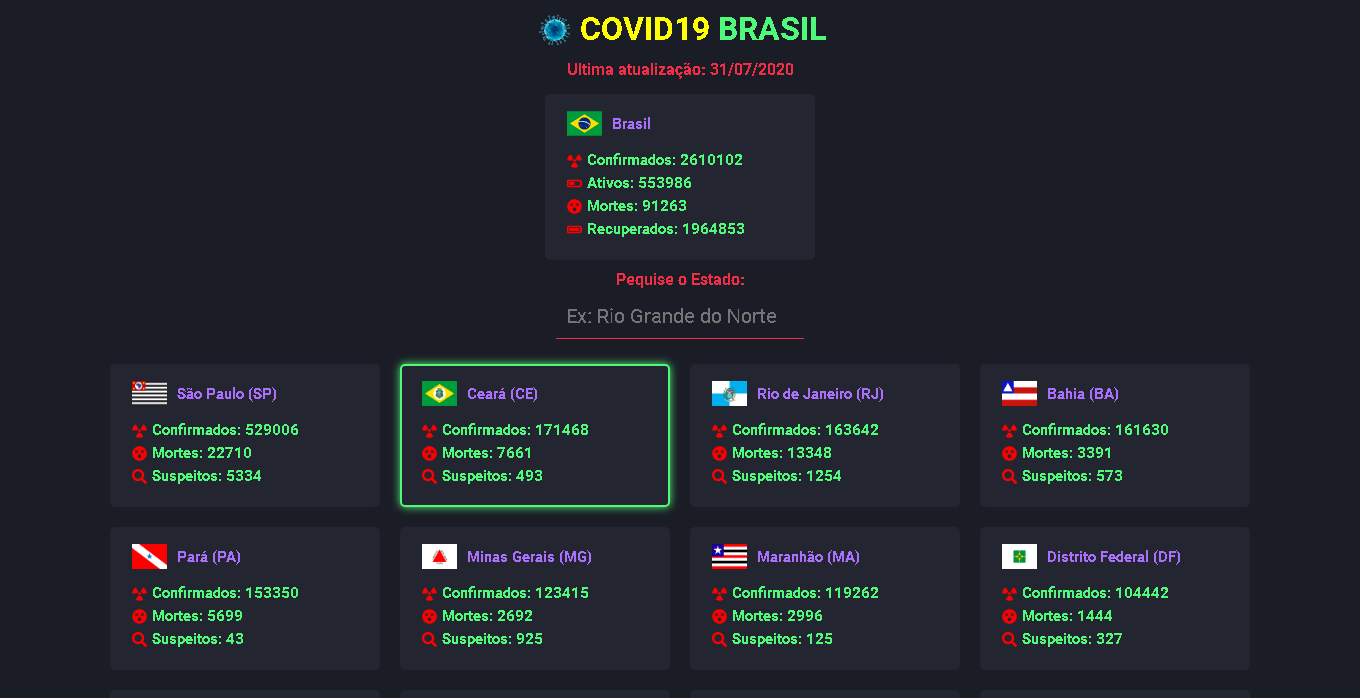 COVID19 BRASIL
Ultima atualização: 31/07/2020
Brasil
Confirmados: 2610102
Ativos: 553986
Mortes: 91263
Recuperados: 1964853
Pequise o Estado:
Ex: Rio Grande do Norte
São Paulo (SP)
Confirmados: 529006
Mortes: 22710
Suspeitos: 5334
Ceará (CE)
Confirmados: 171468
Mortes: 7661
Suspeitos: 493
Rio de Janeiro (RJ)
Confirmados: 163642
Mortes: 13348
Suspeitos: 1254
Bahia (BA)
Confirmados: 161630
Mortes: 3391
Suspeitos: 573
Pará (PA)
Confirmados: 153350
Mortes: 5699
Suspeitos: 43
Minas Gerais (MG)
Confirmados: 123415
Mortes: 2692
Suspeitos: 925
Maranhão (MA)
Confirmados: 119262
Mortes: 2996
Suspeitos: 125
Distrito Federal (DF)
Confirmados: 104442
Mortes: 1444
Suspeitos: 327